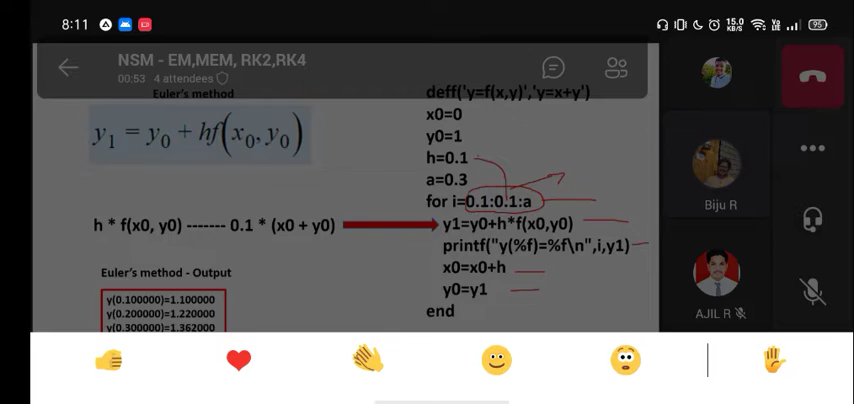 8:11
15.0
KB/S
Vo
LTE
95
NSM - EM,MEM, RK2,RK4
00:53 4 attendees
Euler's method
y₁ = y₀ + hf(x₀, y₀)
h * f(x0, y0) ------- 0.1 * (x0 + y0)
Euler's method - Output
y(0.100000)=1.100000
y(0.200000)=1.220000
y(0.300000)=1.362000
deff('y=f(x,y)','y=x+y')
x0=0
y0=1
h=0.1
a=0.3
for i=0.1:0.1:a
y1=y0+h*f(x0,y0)
printf("y(%f)=%f\n",i,y1)
x0=x0+h
y0=y1
end
Biju R
AJIL R